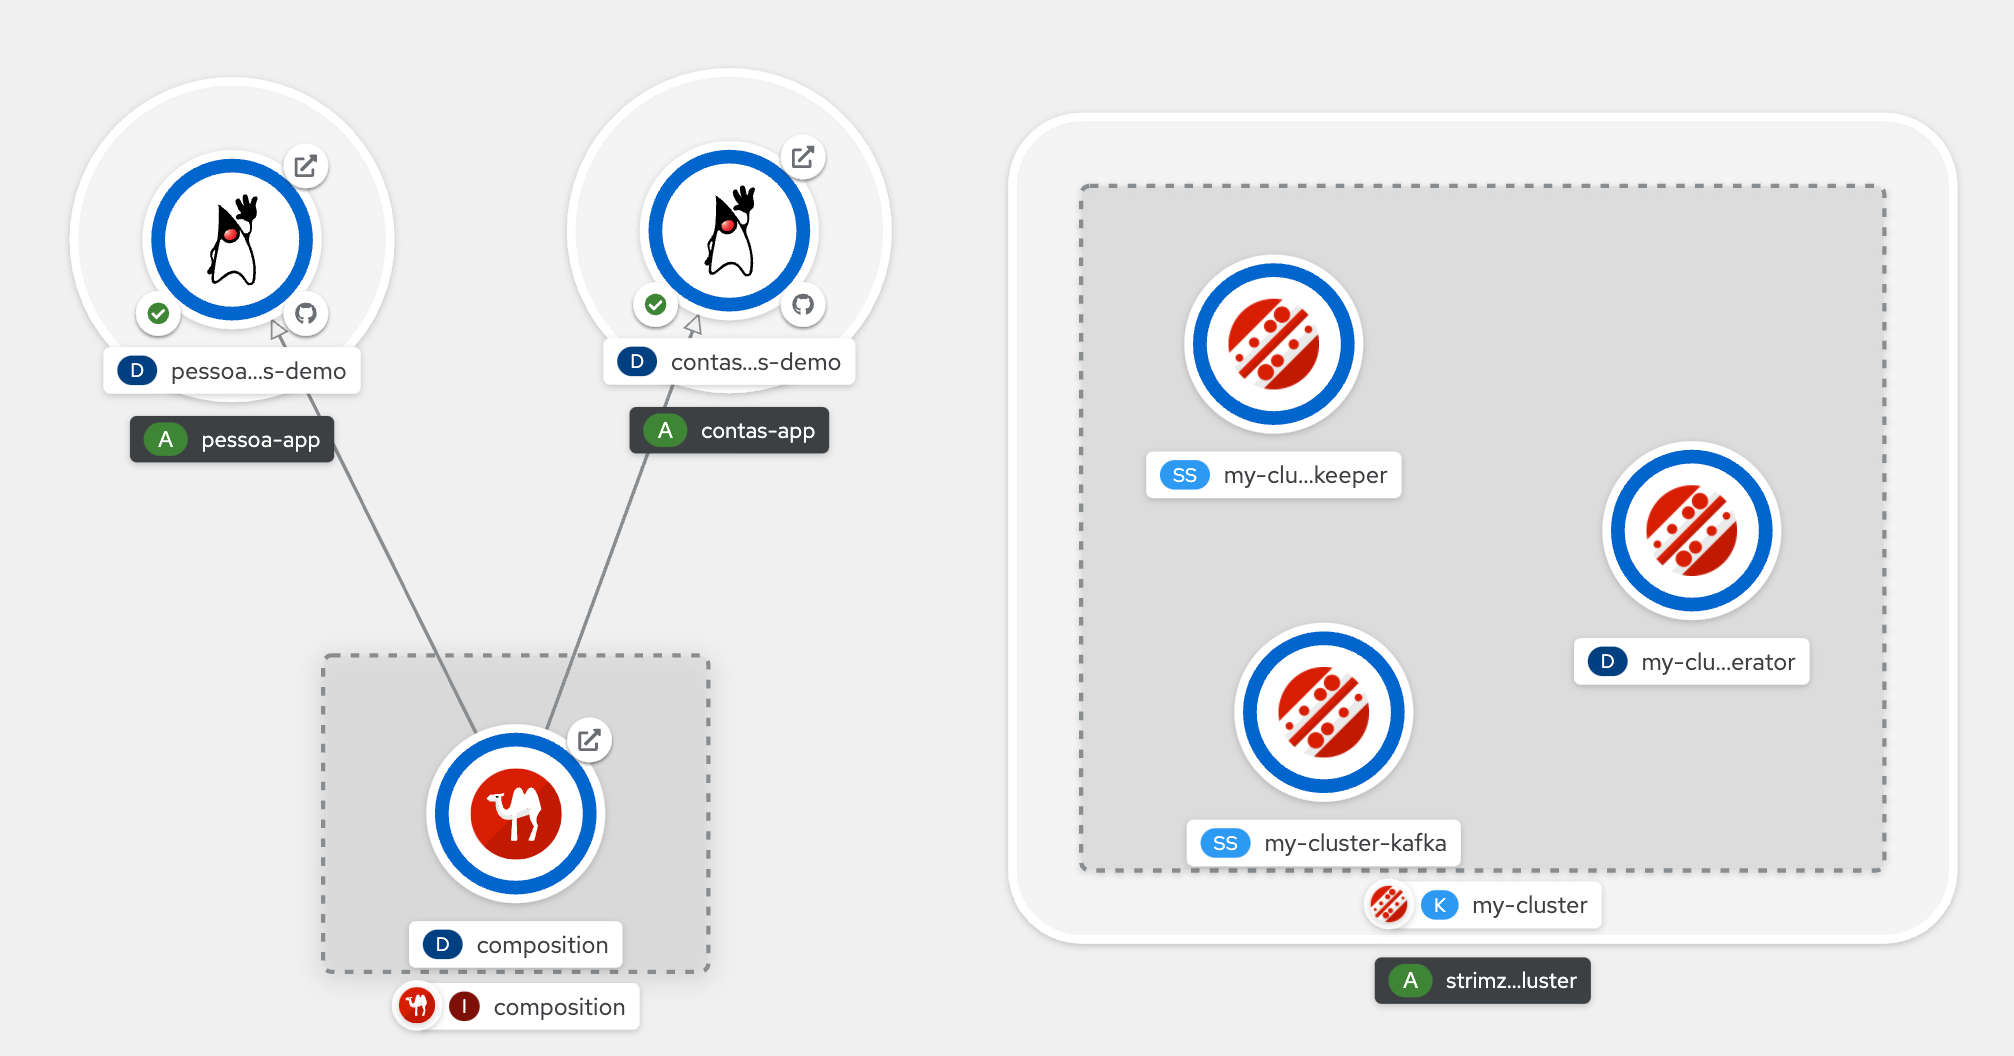 D pessoa...s-demo
A pessoa-app
D contas...s-demo
A contas-app
D composition
I composition
SS my-clu...keeper
D my-clu...erator
SS my-cluster-kafka
K my-cluster
A strimz...luster